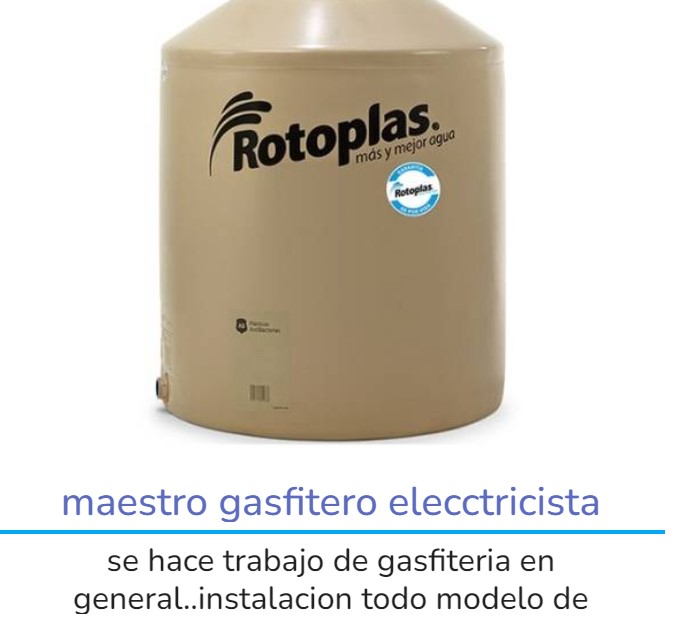 Rotoplas.
más y mejor agua
Rotoplas
maestro gasfitero elecctricista
se hace trabajo de gasfiteria en
general..instalacion todo modelo de